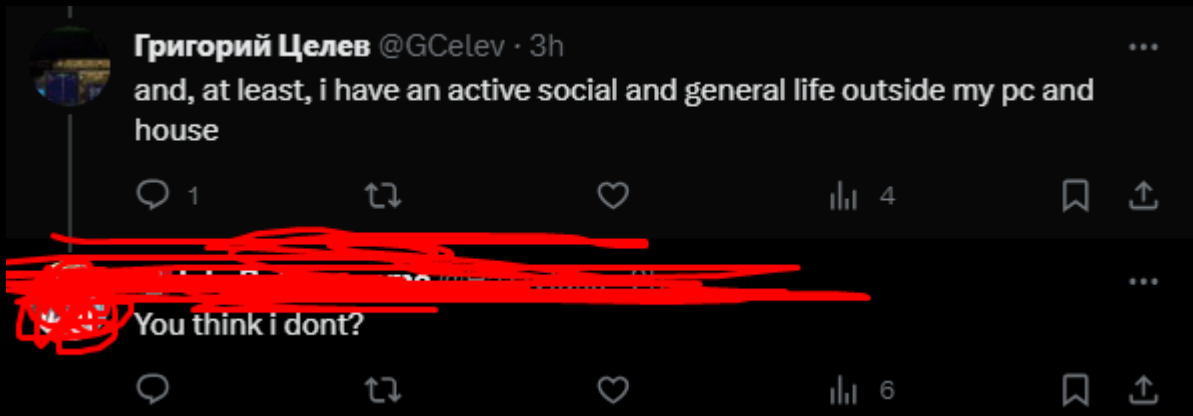 Григорий Целев @GCelev · 3h
and, at least, i have an active social and general life outside my pc and
house
1 4
You think i dont?
6